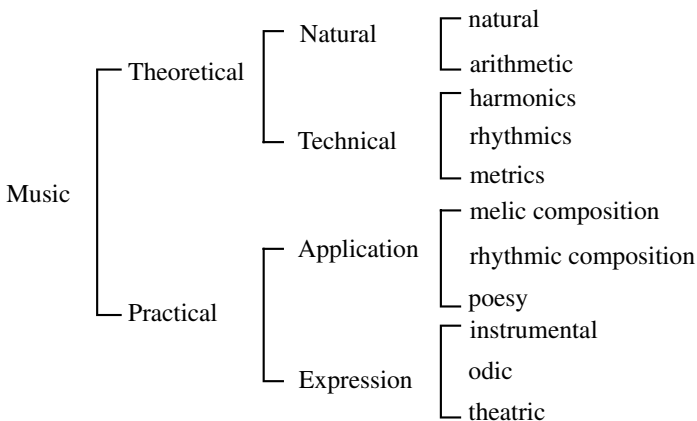 Music
Theoretical
Natural
natural
arithmetic
Technical
harmonics
rhythmics
metrics
Practical
Application
melic composition
rhythmic composition
poesy
Expression
instrumental
odic
theatric